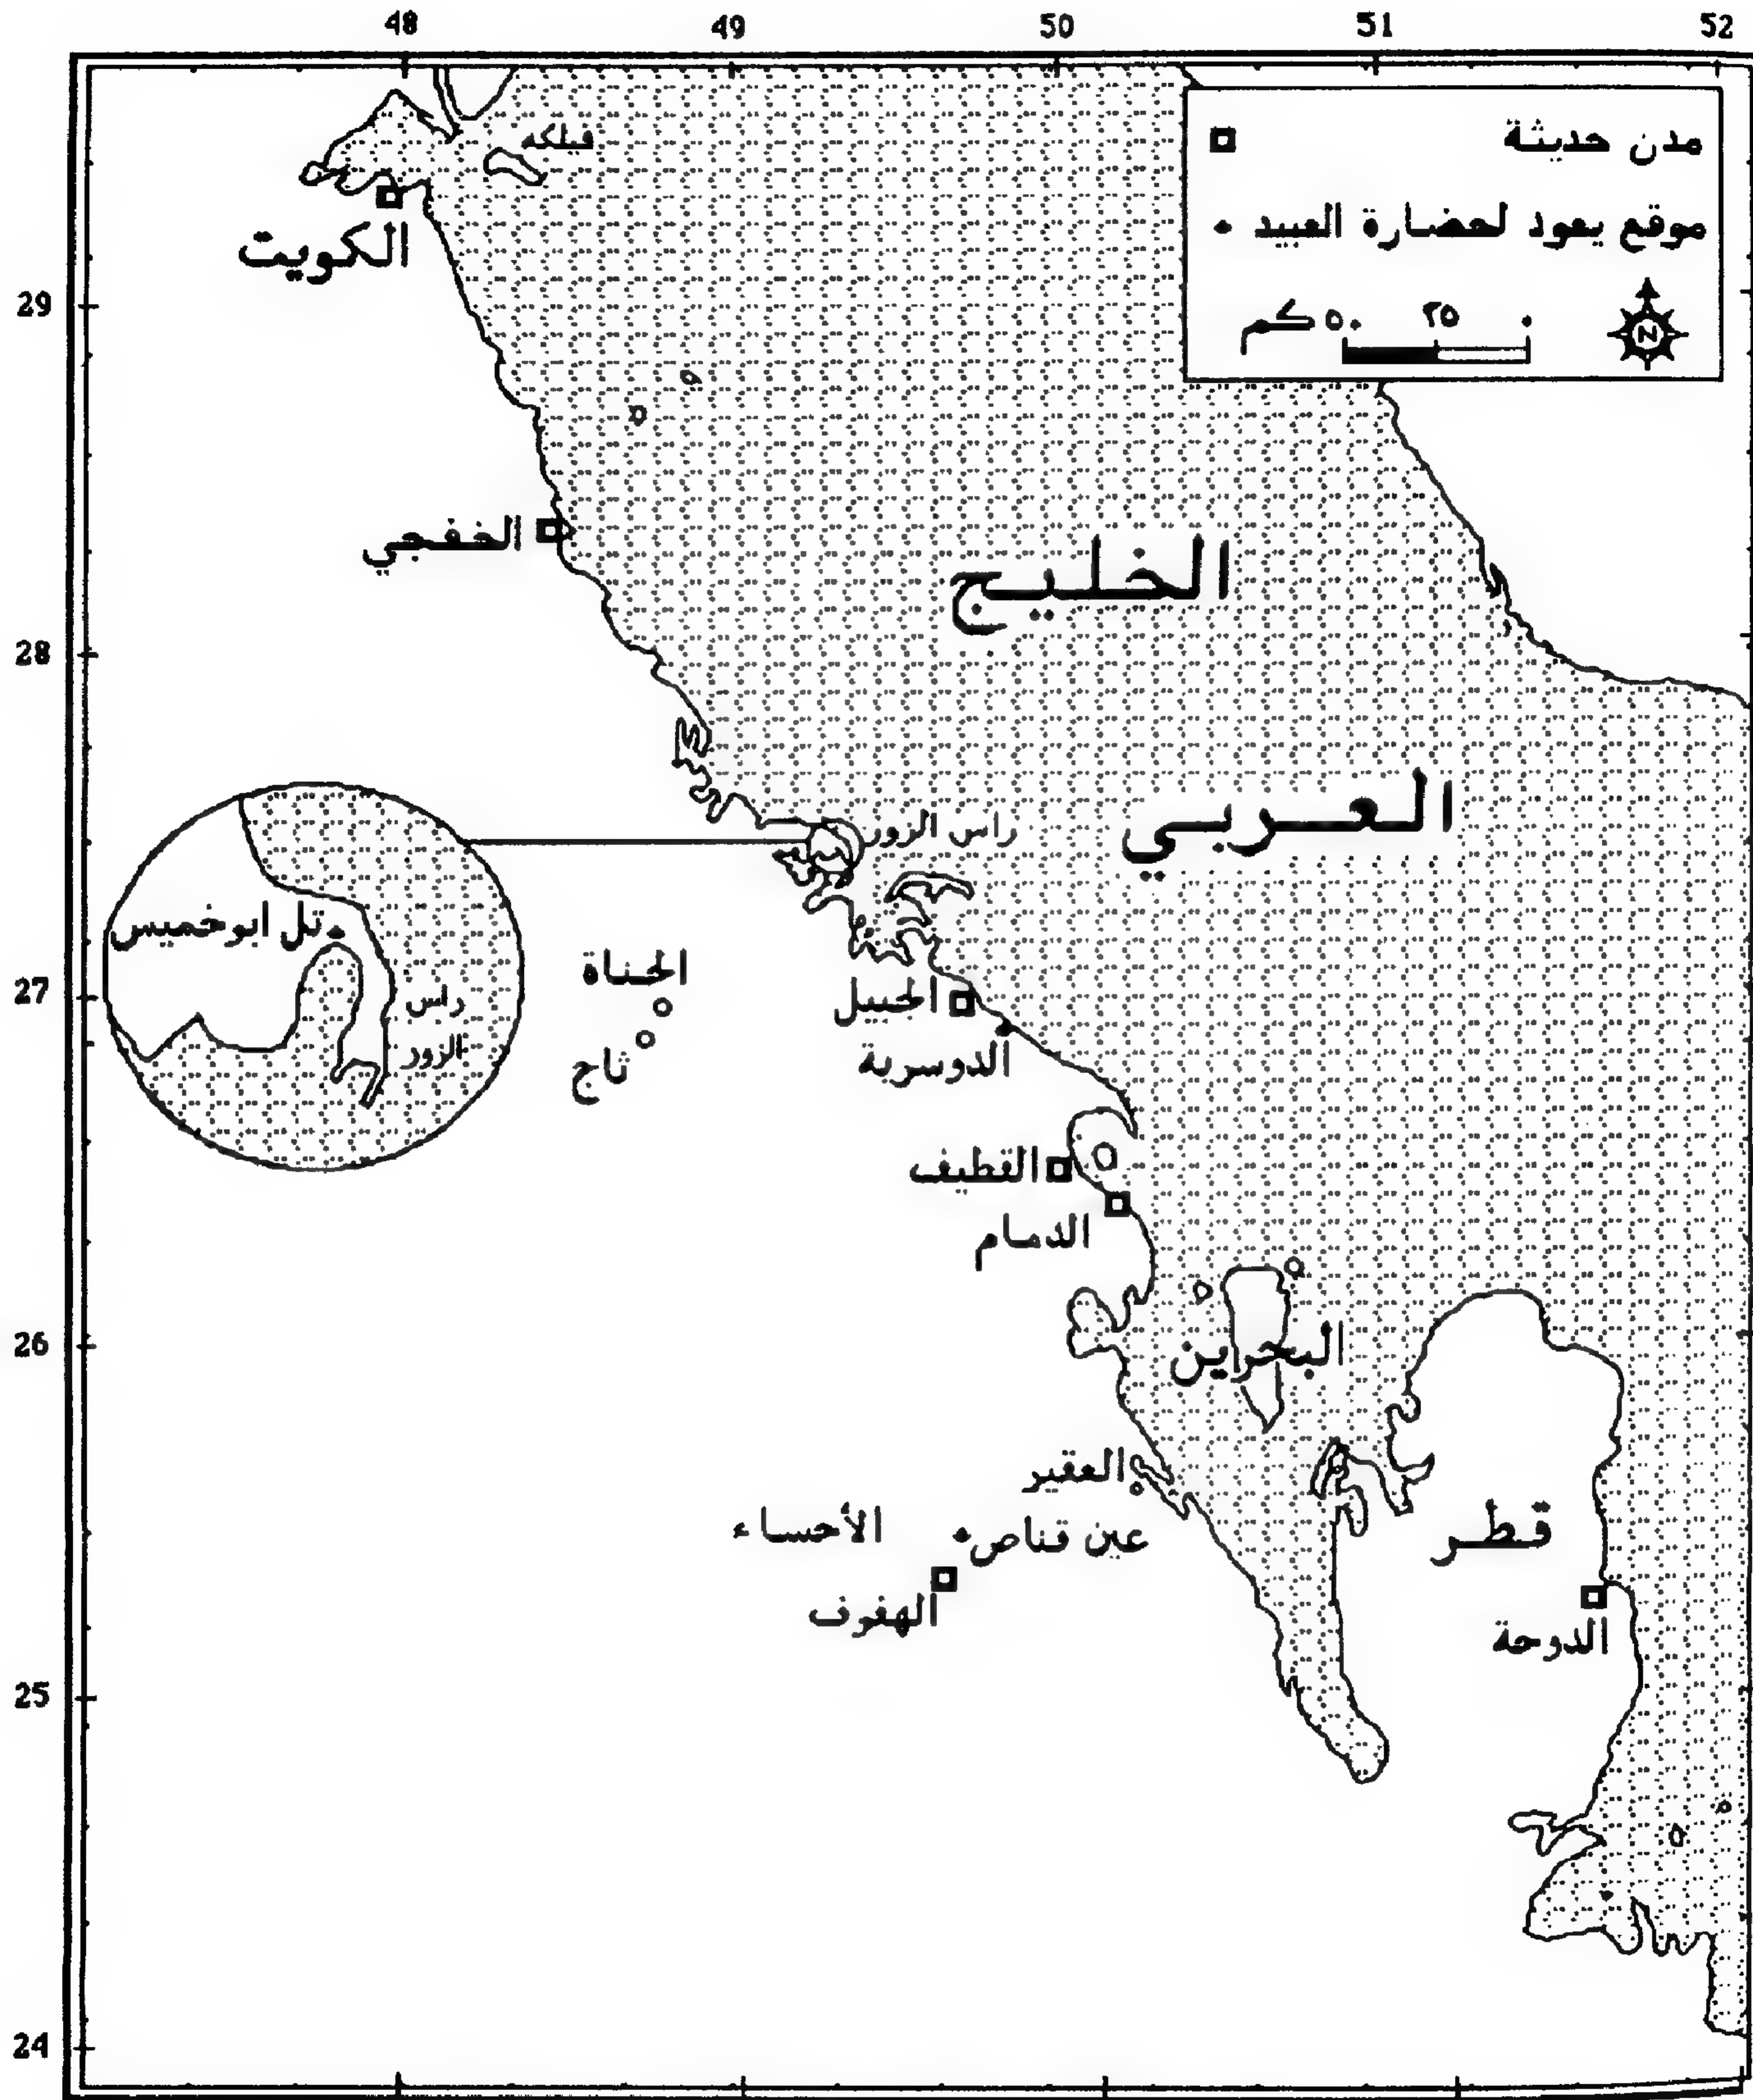 48 49 50 51 52
مدن حديثة
موقع يعود لحضارة العبيد
٠ ٢٥ ٥٠ كم
N
فيلكه
الكويت
29
الخفجي
الخليج
28
العربي
راس الزور
تل ابوخميس
راس
الزور
27
الجناة
ثاج
الجبيل
الدوسرية
القطيف
الدمام
26
البحرين
العقير
الأحساء
عين قناص
الهفوف
قطر
الدوحة
25
24